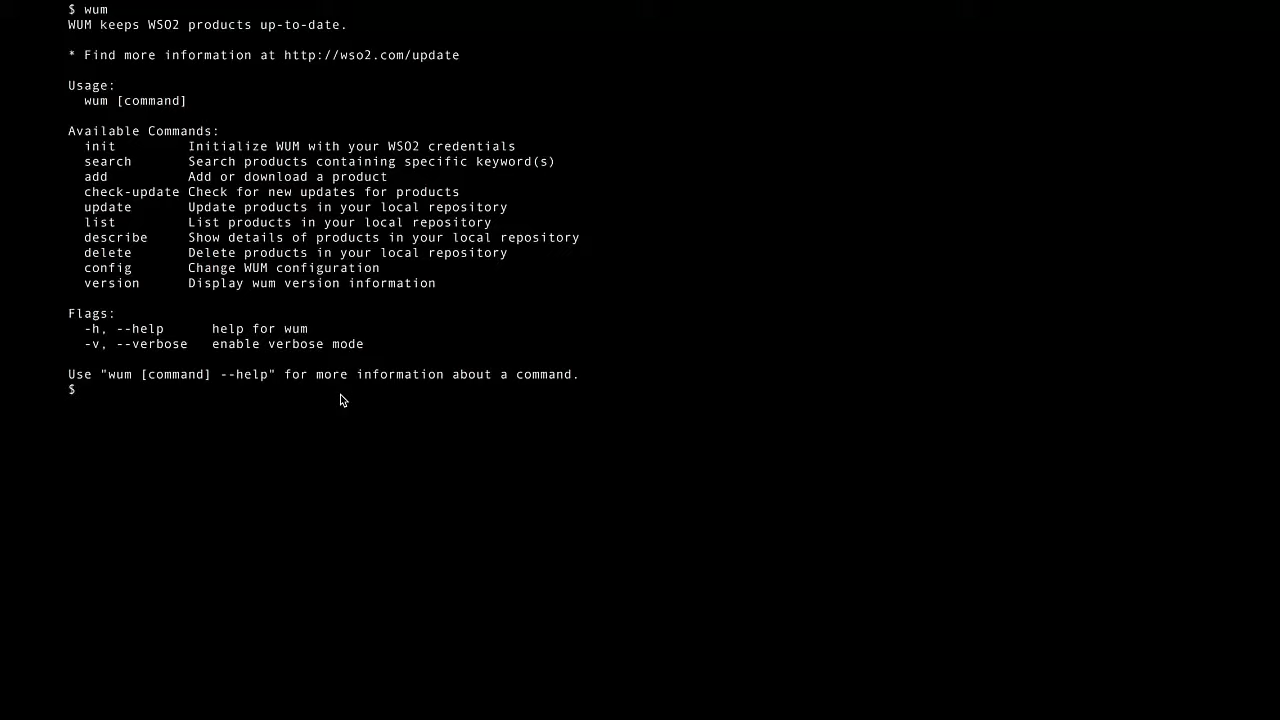 $ wum
WUM keeps WSO2 products up-to-date.
* Find more information at http://wso2.com/update
Usage:
  wum [command]
Available Commands:
  init         Initialize WUM with your WSO2 credentials
  search       Search products containing specific keyword(s)
  add          Add or download a product
  check-update Check for new updates for products
  update       Update products in your local repository
  list         List products in your local repository
  describe     Show details of products in your local repository
  delete       Delete products in your local repository
  config       Change WUM configuration
  version      Display wum version information
Flags:
  -h, --help      help for wum
  -v, --verbose   enable verbose mode
Use "wum [command] --help" for more information about a command.
$